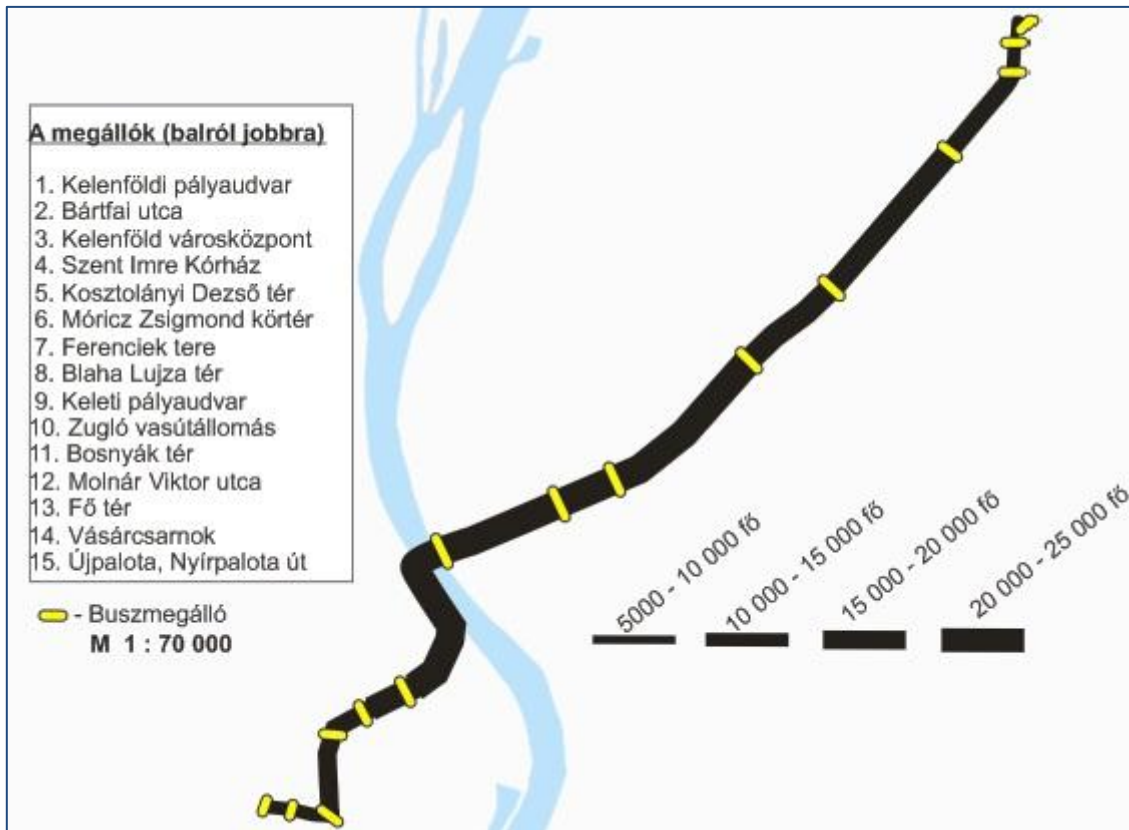 A megállók (balról jobbra)
1. Kelenföldi pályaudvar
2. Bártfai utca
3. Kelenföld városközpont
4. Szent Imre Kórház
5. Kosztolányi Dezső tér
6. Móricz Zsigmond körtér
7. Ferenciek tere
8. Blaha Lujza tér
9. Keleti pályaudvar
10. Zugló vasútállomás
11. Bosnyák tér
12. Molnár Viktor utca
13. Fő tér
14. Vásárcsarnok
15. Újpalota, Nyírpalota út
- Buszmegálló
M 1 : 70 000
5000 - 10 000 fő
10 000 - 15 000 fő
15 000 - 20 000 fő
20 000 - 25 000 fő